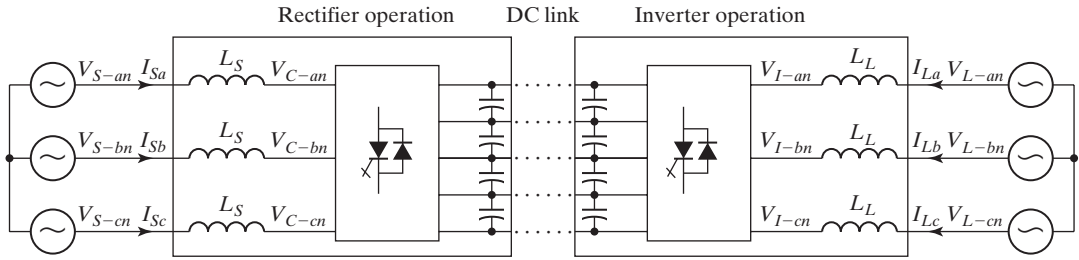 Rectifier operation DC link Inverter operation
V_{S-an} I_{Sa} L_S V_{C-an} V_{I-an} L_L I_{La} V_{L-an}
V_{S-bn} I_{Sb} L_S V_{C-bn} V_{I-bn} L_L I_{Lb} V_{L-bn}
V_{S-cn} I_{Sc} L_S V_{C-cn} V_{I-cn} L_L I_{Lc} V_{L-cn}